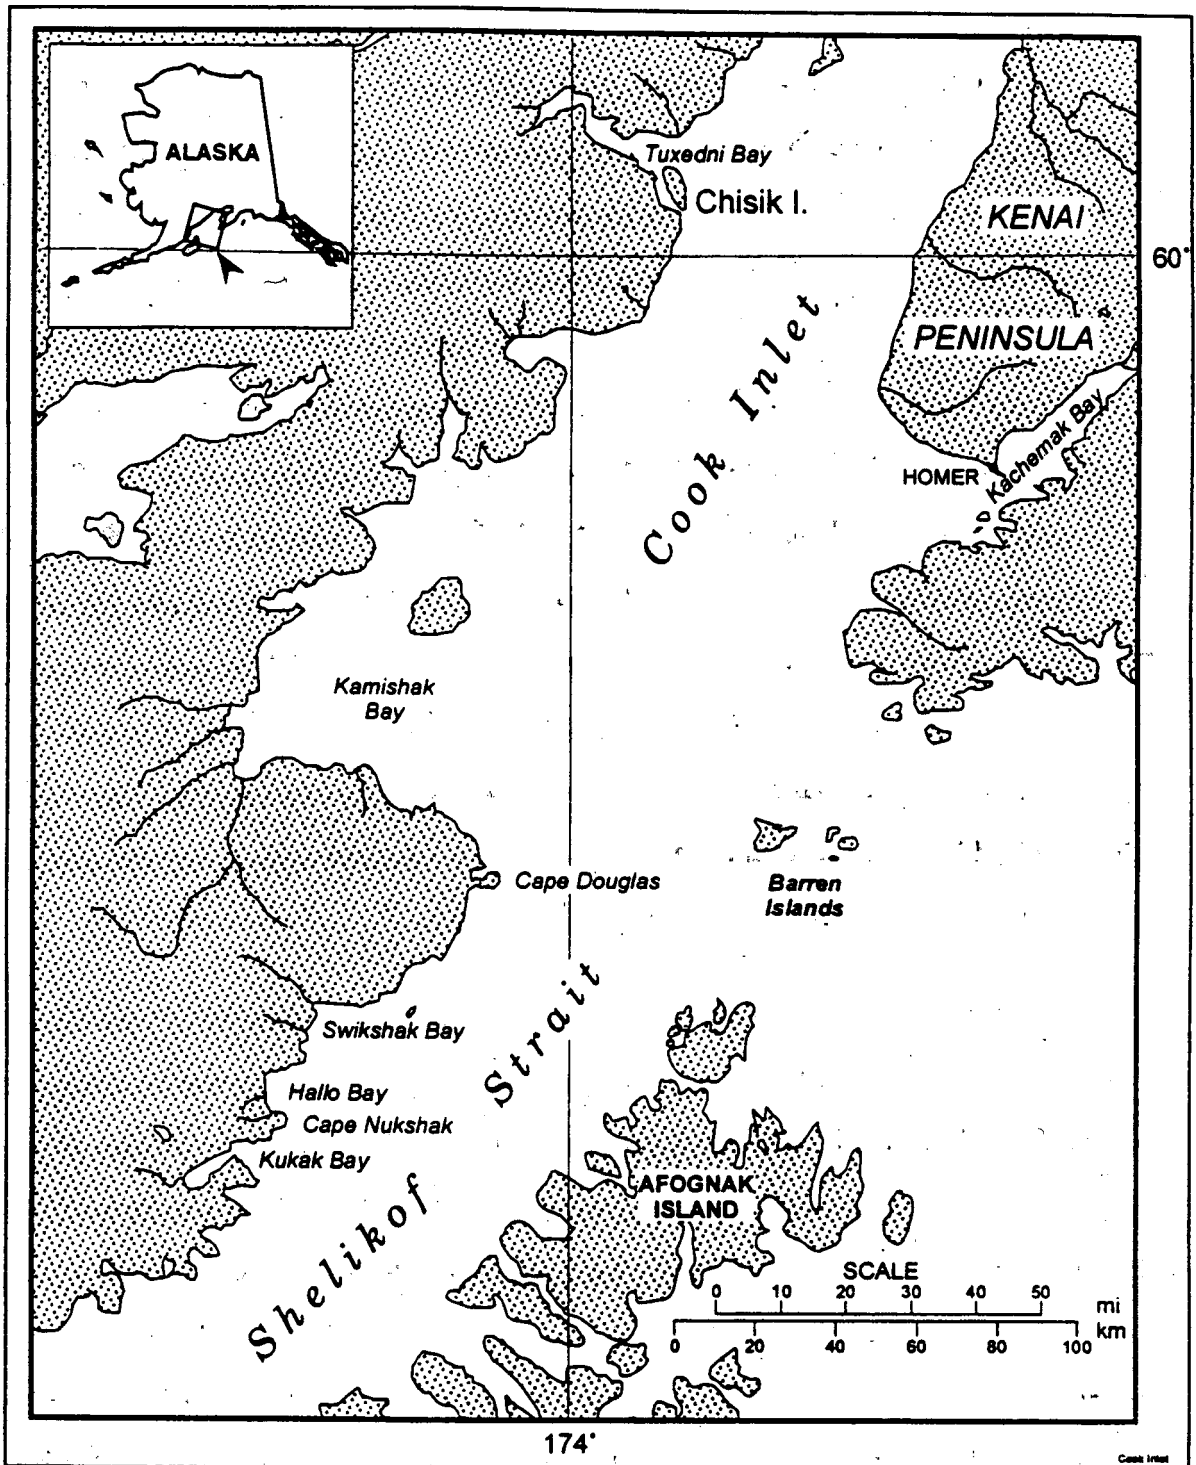 ALASKA
Tuxedni Bay
Chisik I.
KENAI
60°
PENINSULA
Cook Inlet
Kachemak Bay
HOMER
Kamishak
Bay
Cape Douglas
Barren
Islands
Shelikof Strait
Swikshak Bay
Hallo Bay
Cape Nukshak
Kukak Bay
AFOGNAK
ISLAND
SCALE
0 10 20 30 40 50
mi
km
0 20 40 60 80 100
174°
Cook Inlet